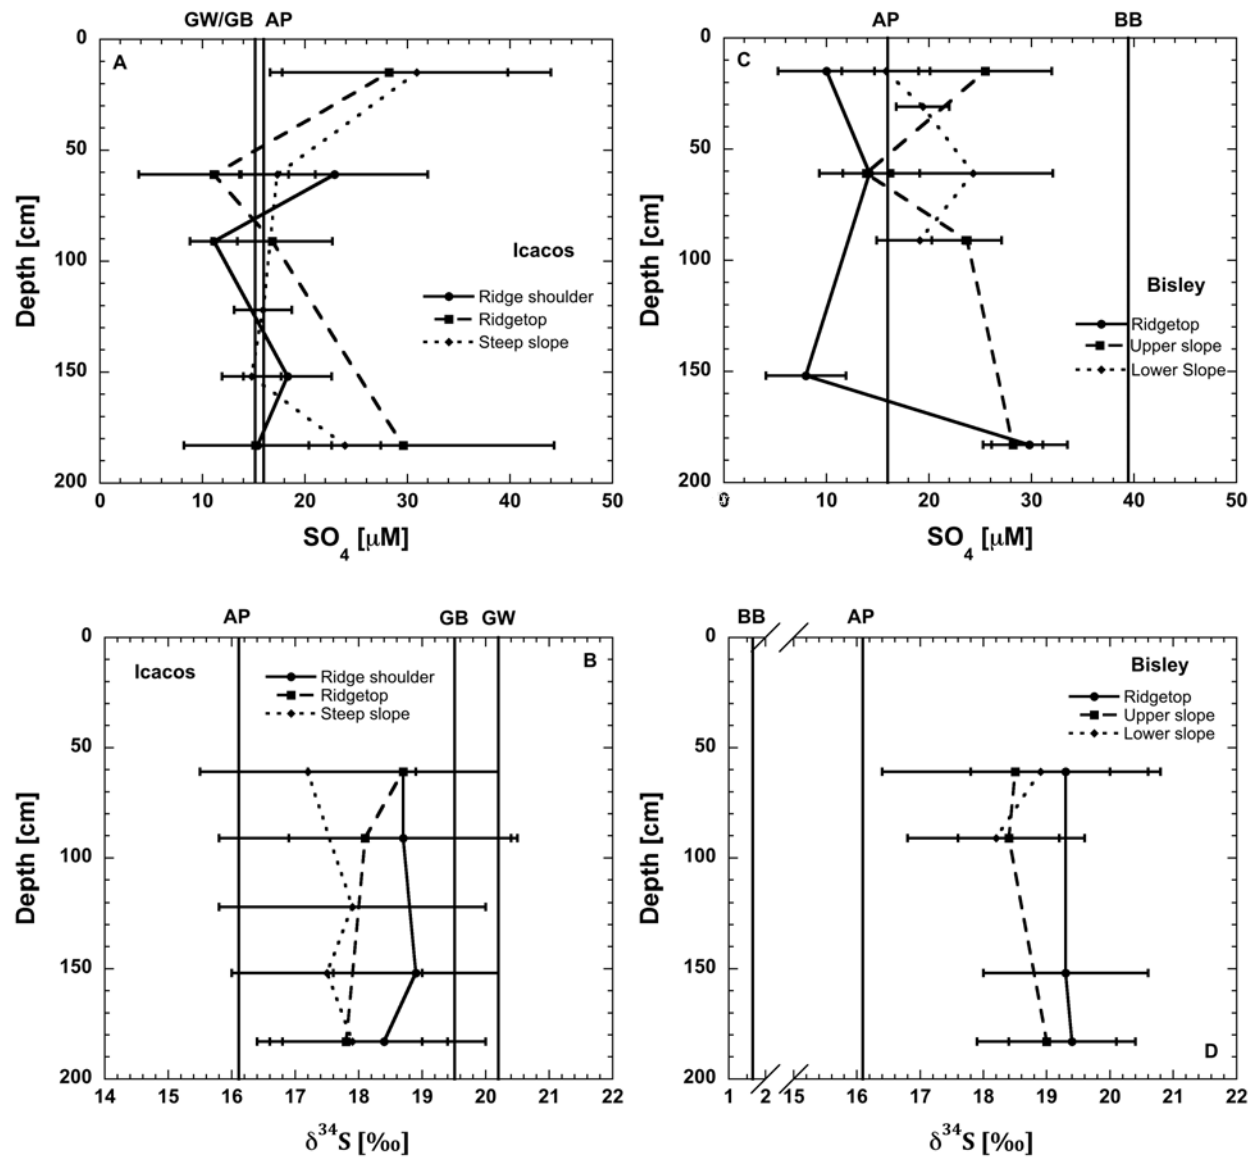 GW/GB AP
0
50
100
150
200
Depth [cm]
A
Icacos
Ridge shoulder
Ridgetop
Steep slope
0 10 20 30 40 50
SO4 [μM]
AP BB
0
50
100
150
200
Depth [cm]
C
Bisley
Ridgetop
Upper slope
Lower Slope
0 10 20 30 40 50
SO4 [μM]
AP GB GW
0
50
100
150
200
Depth [cm]
Icacos
B
Ridge shoulder
Ridgetop
Steep slope
14 15 16 17 18 19 20 21 22
δ34S [‰]
BB AP
0
50
100
150
200
Depth [cm]
Bisley
Ridgetop
Upper slope
Lower slope
D
1 2 15 16 17 18 19 20 21 22
δ34S [‰]